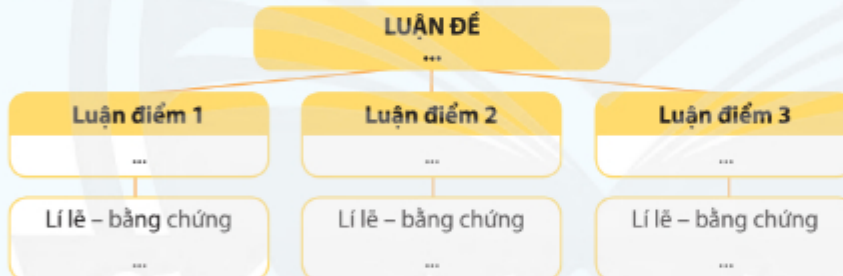 LUẬN ĐỀ
...
Luận điểm 1
...
Luận điểm 2
...
Luận điểm 3
...
Lí lẽ – bằng chứng
...
Lí lẽ – bằng chứng
...
Lí lẽ – bằng chứng
...